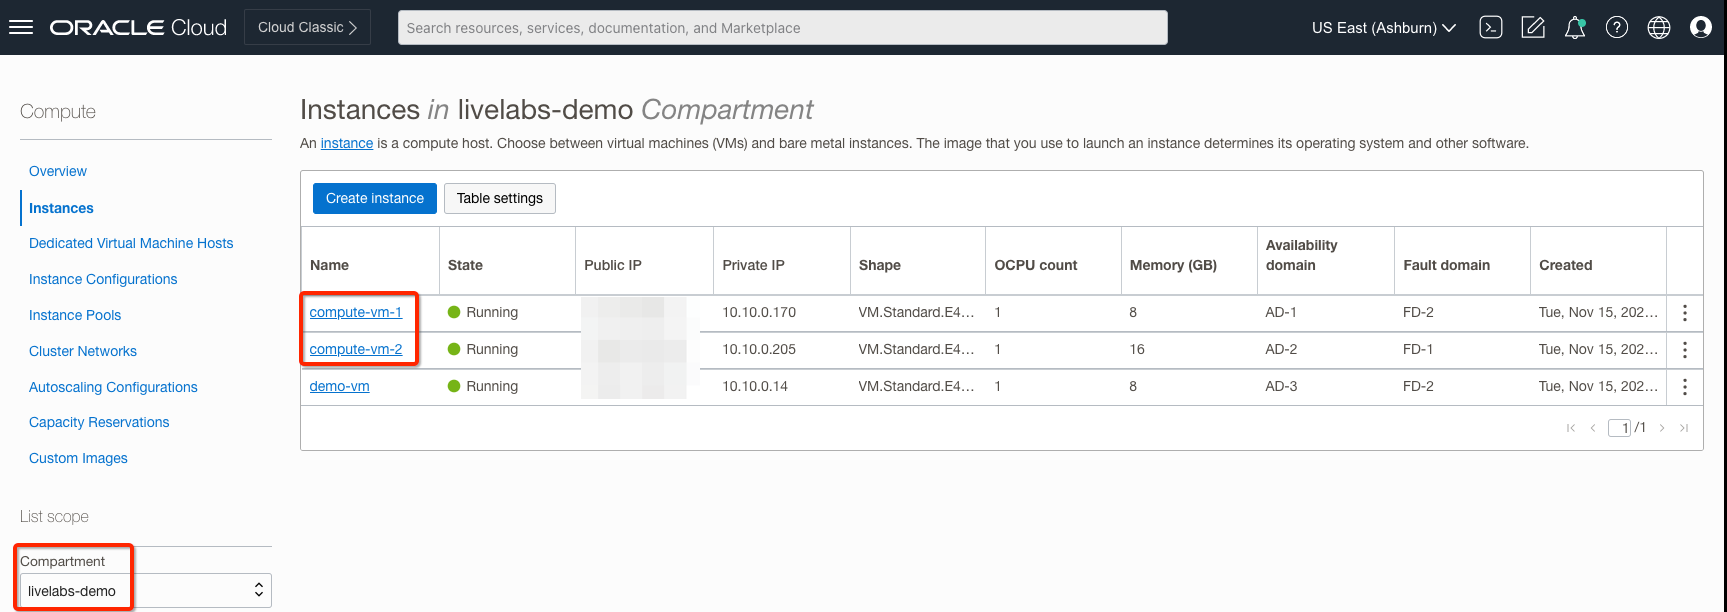 ORACLE Cloud
Cloud Classic
Search resources, services, documentation, and Marketplace
US East (Ashburn)
Compute
Overview
Instances
Dedicated Virtual Machine Hosts
Instance Configurations
Instance Pools
Cluster Networks
Autoscaling Configurations
Capacity Reservations
Custom Images
List scope
Compartment
livelabs-demo
Instances in livelabs-demo Compartment
An instance is a compute host. Choose between virtual machines (VMs) and bare metal instances. The image that you use to launch an instance determines its operating system and other software.
Create instance Table settings
Name State Public IP Private IP Shape OCPU count Memory (GB) Availability domain Fault domain Created
compute-vm-1 Running 10.10.0.170 VM.Standard.E4... 1 8 AD-1 FD-2 Tue, Nov 15, 202...
compute-vm-2 Running 10.10.0.205 VM.Standard.E4... 1 16 AD-2 FD-1 Tue, Nov 15, 202...
demo-vm Running 10.10.0.14 VM.Standard.E4... 1 8 AD-3 FD-2 Tue, Nov 15, 202...
1 /1